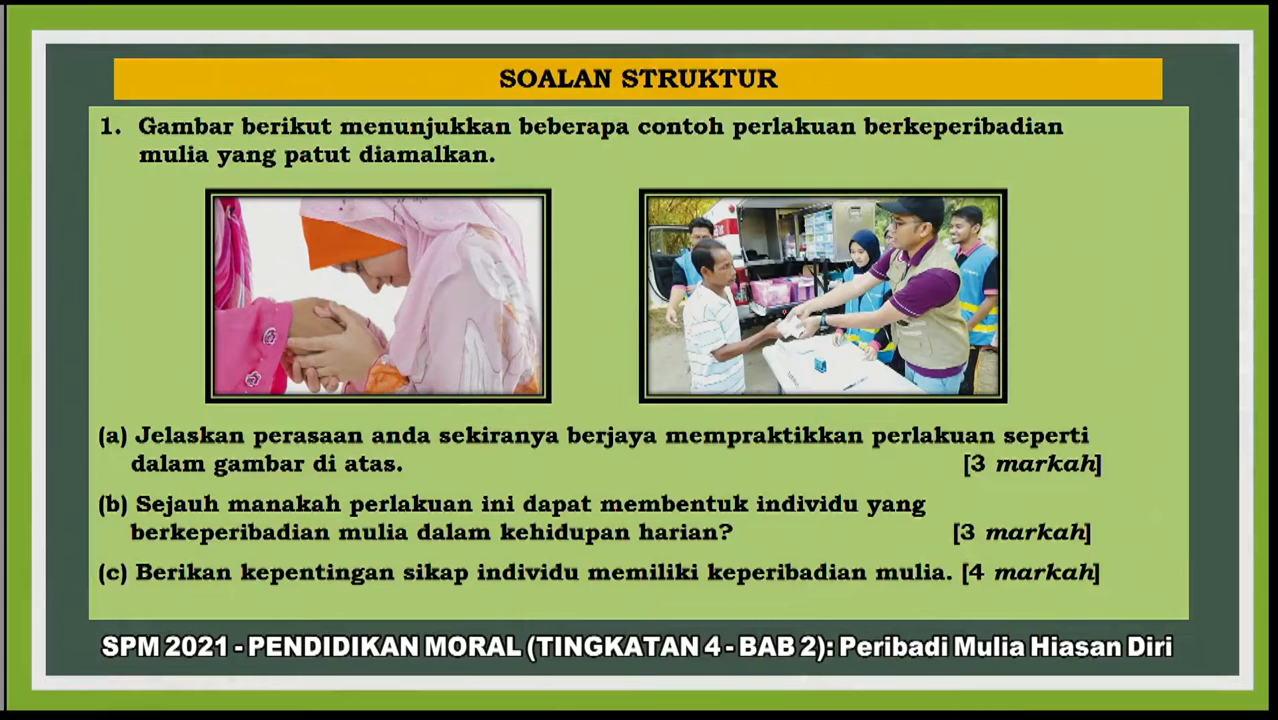 SOALAN STRUKTUR
1. Gambar berikut menunjukkan beberapa contoh perlakuan berkeperibadian
mulia yang patut diamalkan.
(a) Jelaskan perasaan anda sekiranya berjaya mempraktikkan perlakuan seperti
dalam gambar di atas. [3 markah]
(b) Sejauh manakah perlakuan ini dapat membentuk individu yang
berkeperibadian mulia dalam kehidupan harian? [3 markah]
(c) Berikan kepentingan sikap individu memiliki keperibadian mulia. [4 markah]
SPM 2021 - PENDIDIKAN MORAL (TINGKATAN 4 - BAB 2): Peribadi Mulia Hiasan Diri